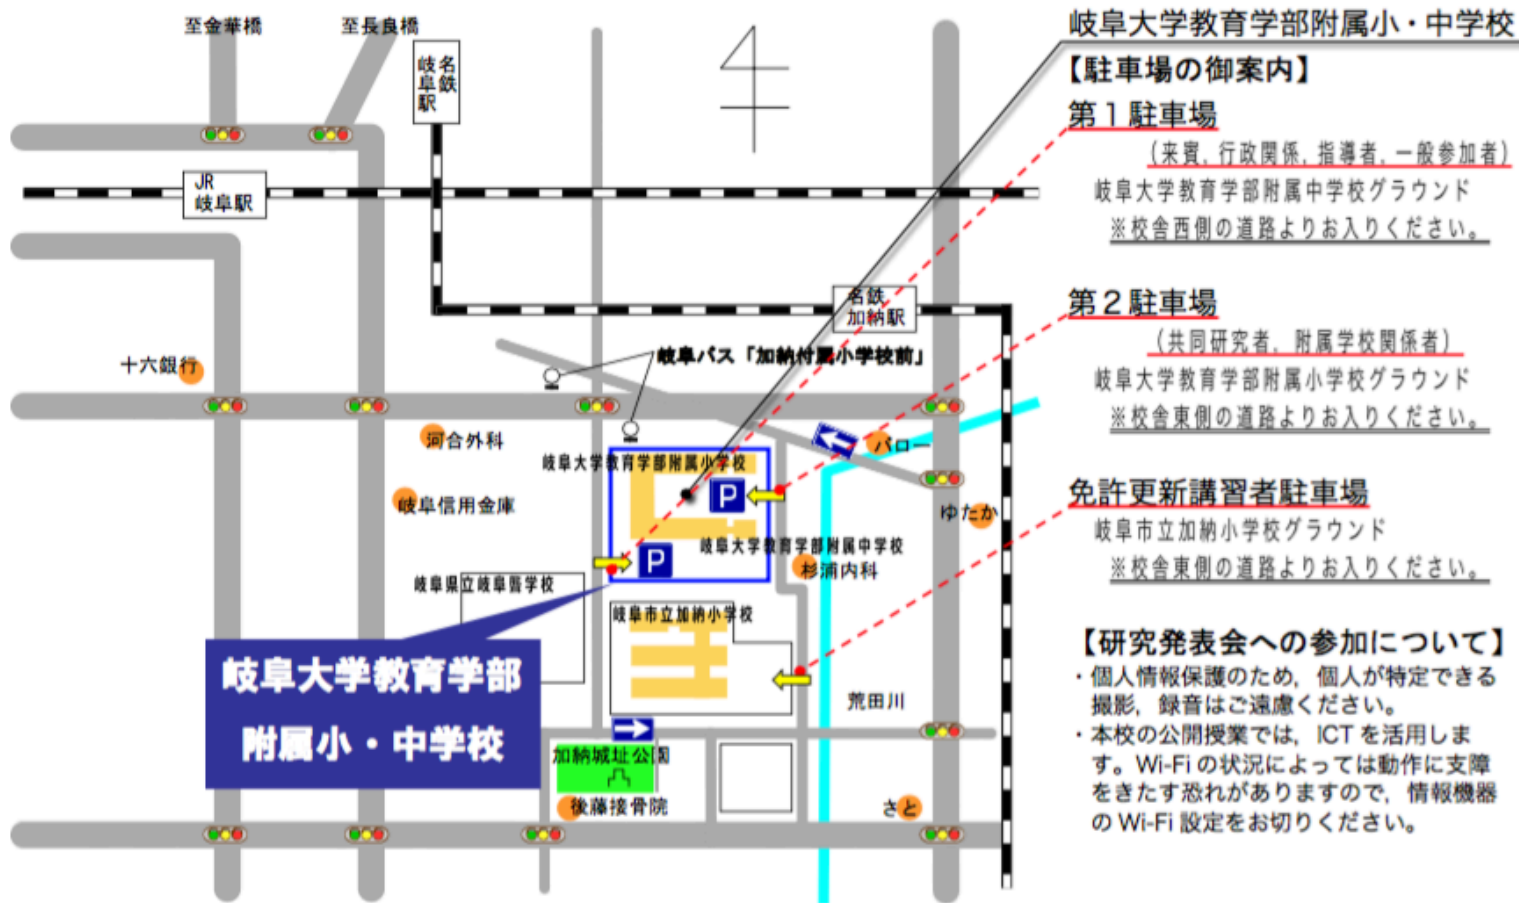 至金華橋
至長良橋
名鉄
岐阜駅
JR
岐阜駅
名鉄
加納駅
十六銀行
岐阜バス「加納付属小学校前」
河合外科
バロー
岐阜大学教育学部附属小学校
P
岐阜信用金庫
ゆたか
岐阜大学教育学部附属中学校
P
杉浦内科
岐阜県立岐阜聾学校
岐阜市立加納小学校
岐阜大学教育学部
附属小・中学校
荒田川
加納城址公園
後藤接骨院
さと
岐阜大学教育学部附属小・中学校
【駐車場の御案内】
第1駐車場
(来賓, 行政関係, 指導者, 一般参加者)
岐阜大学教育学部附属中学校グラウンド
※校舎西側の道路よりお入りください。
第2駐車場
(共同研究者, 附属学校関係者)
岐阜大学教育学部附属小学校グラウンド
※校舎東側の道路よりお入りください。
免許更新講習者駐車場
岐阜市立加納小学校グラウンド
※校舎東側の道路よりお入りください。
【研究発表会への参加について】
・個人情報保護のため, 個人が特定できる
撮影, 録音はご遠慮ください。
・本校の公開授業では, ICT を活用しま
す。Wi-Fi の状況によっては動作に支障
をきたす恐れがありますので, 情報機器
の Wi-Fi 設定をお切りください。